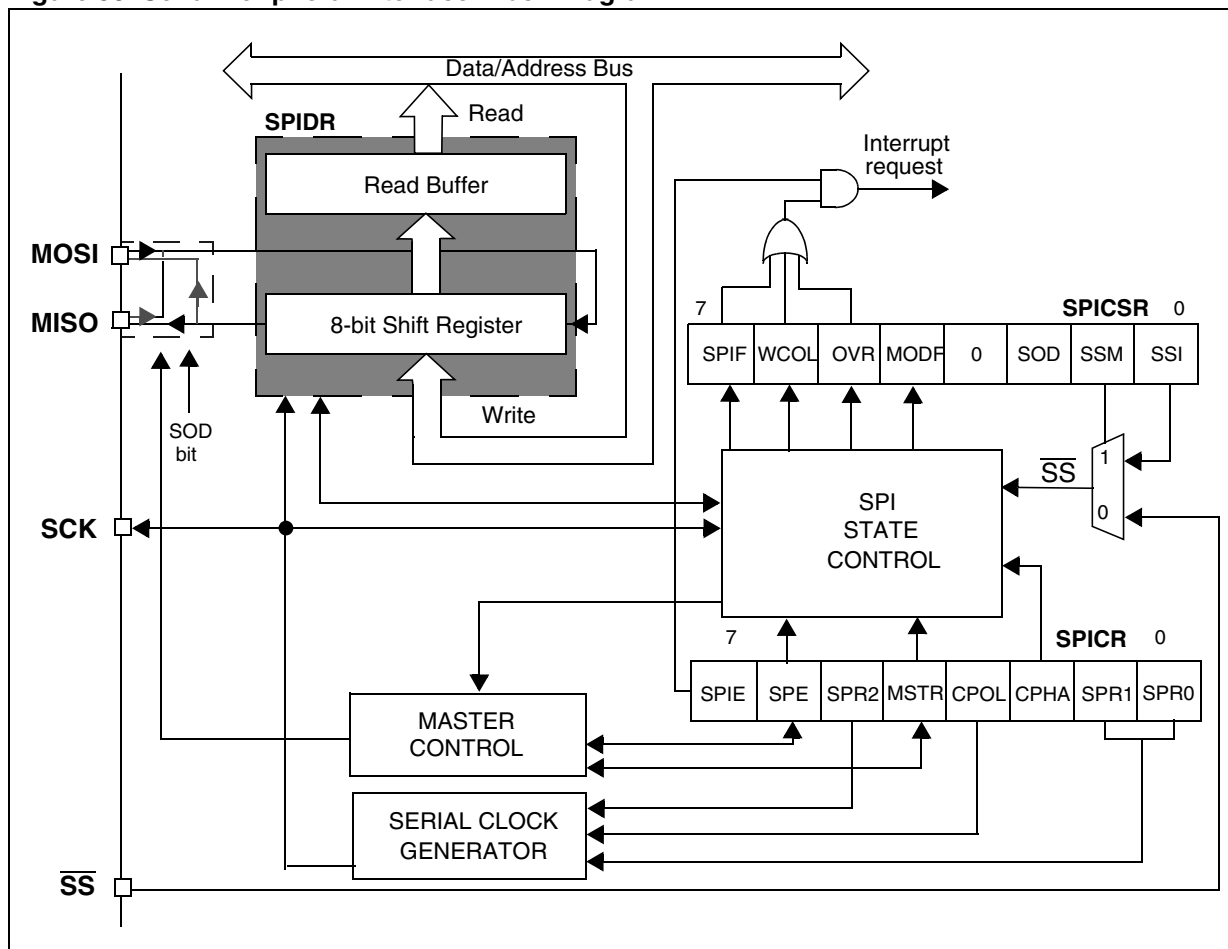 Data/Address Bus
Read
SPIDR
Read Buffer
Interrupt
request
MOSI
MISO
8-bit Shift Register
7 SPICSR 0
SPIF WCOL OVR MODF 0 SOD SSM SSI
Write
SOD
bit
1
SS
0
SPI
STATE
CONTROL
SCK
7 SPICR 0
SPIE SPE SPR2 MSTR CPOL CPHA SPR1 SPR0
MASTER
CONTROL
SERIAL CLOCK
GENERATOR
SS